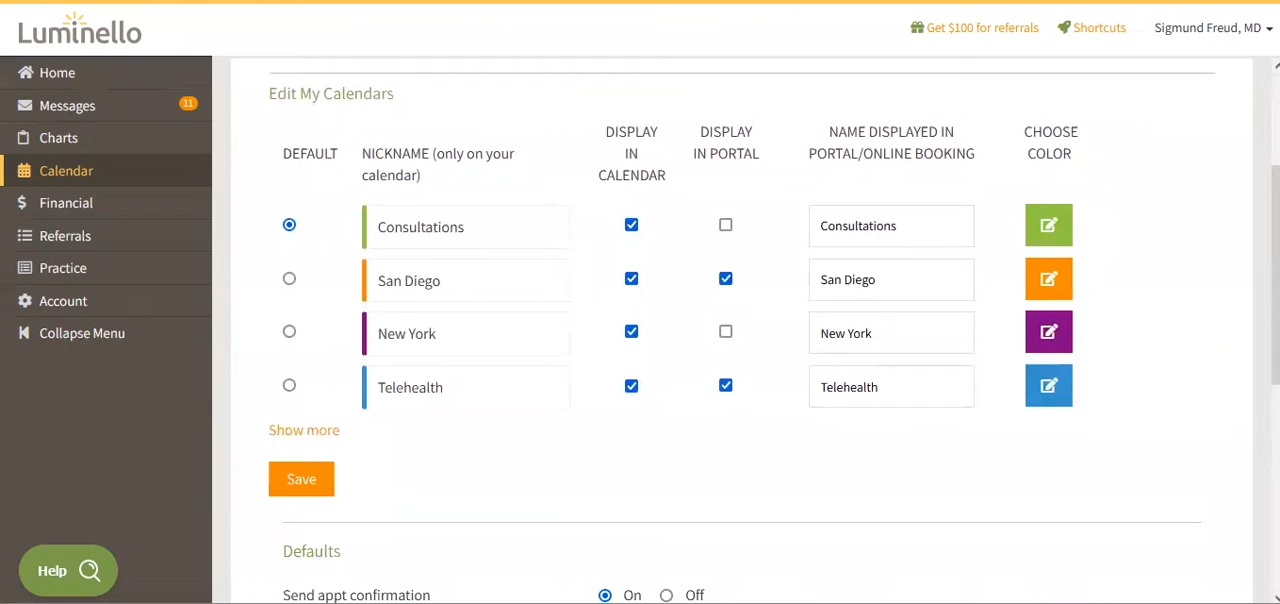 Luminello
Get $100 for referrals
Shortcuts
Sigmund Freud, MD
Home
Messages
11
Charts
Calendar
Financial
Referrals
Practice
Account
Collapse Menu
Help
Edit My Calendars
DEFAULT
NICKNAME (only on your
calendar)
DISPLAY
IN
CALENDAR
DISPLAY
IN PORTAL
NAME DISPLAYED IN
PORTAL/ONLINE BOOKING
CHOOSE
COLOR
Consultations
Consultations
San Diego
San Diego
New York
New York
Telehealth
Telehealth
Show more
Save
Defaults
Send appt confirmation
On
Off